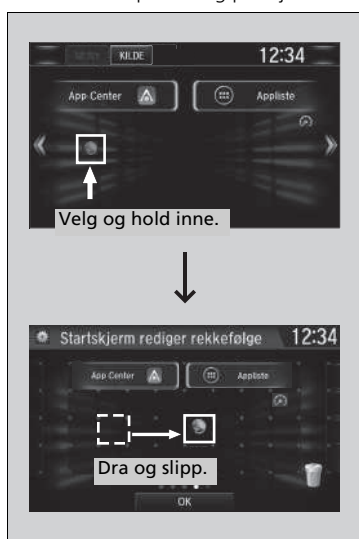 KILDE
12:34
App Center
Appliste
Velg og hold inne.
Startskjerm rediger rekkefølge
12:34
App Center
Appliste
Dra og slipp.
OK